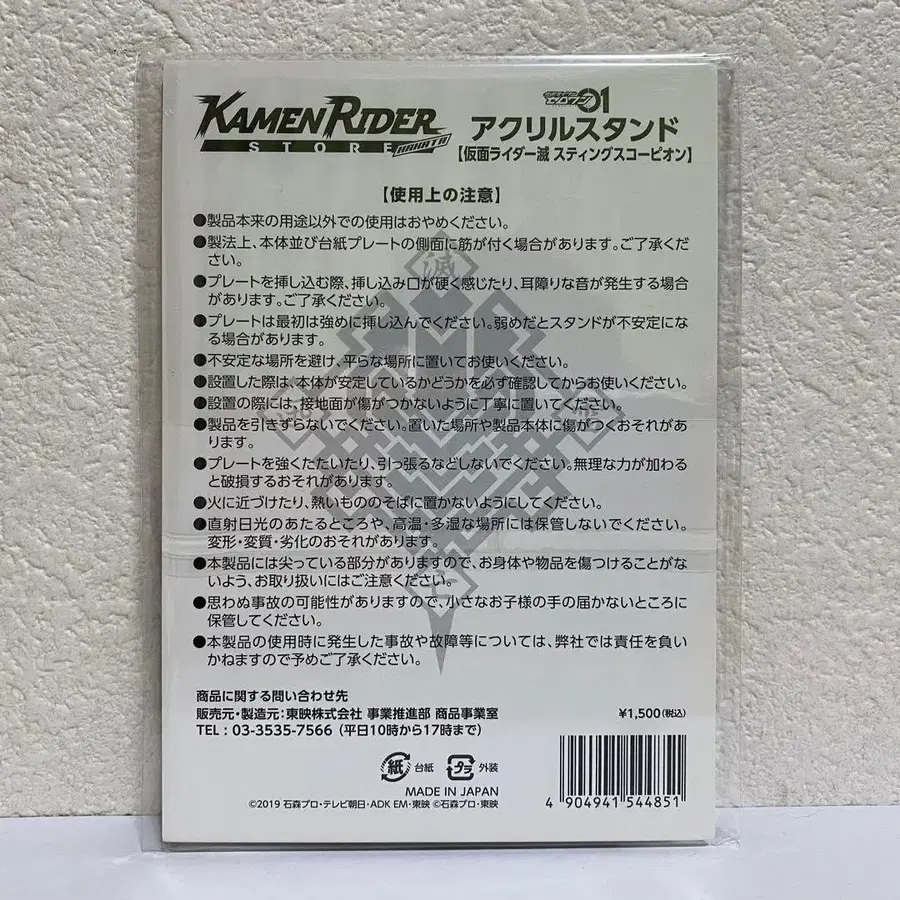 KAMEN RIDER
STORE HAKATA
ゼロワン01
アクリルスタンド
【仮面ライダー滅 スティングスコーピオン】
【使用上の注意】
●製品本来の用途以外での使用はおやめください。
●製法上、本体並び台紙プレートの側面に筋が付く場合があります。ご了承くだ
さい。
●プレートを挿し込む際、挿し込み口が硬く感じたり、耳障りな音が発生する場合
があります。ご了承ください。
●プレートは最初は強めに挿し込んでください。弱めだとスタンドが不安定にな
る場合があります。
●不安定な場所を避け、平らな場所に置いてお使いください。
●設置した際は、本体が安定しているかどうかを必ず確認してからお使いください。
●設置の際には、接地面が傷がつかないように丁寧に置いてください。
●製品を引きずらないでください。置いた場所や製品本体に傷がつくおそれがあ
ります。
●プレートを強くたたいたり、引っ張るなどしないでください。無理な力が加わる
と破損するおそれがあります。
●火に近づけたり、熱いもののそばに置かないようにしてください。
●直射日光のあたるところや、高温・多湿な場所には保管しないでください。
変形・変質・劣化のおそれがあります。
●本製品には尖っている部分がありますので、お身体や物品を傷つけることがな
いよう、お取り扱いにはご注意ください。
●思わぬ事故の可能性がありますので、小さなお子様の手の届かないところに
保管してください。
●本製品の使用時に発生した事故や故障等については、弊社では責任を負い
かねますので予めご了承ください。
滅
商品に関する問い合わせ先
販売元・製造元：東映株式会社 事業推進部 商品事業室
TEL：03-3535-7566（平日10時から17時まで）
¥1,500(税込)
紙 台紙 プラ 外装
MADE IN JAPAN
©2019 石森プロ・テレビ朝日・ADK EM・東映 ©石森プロ・東映
4 904941 544851